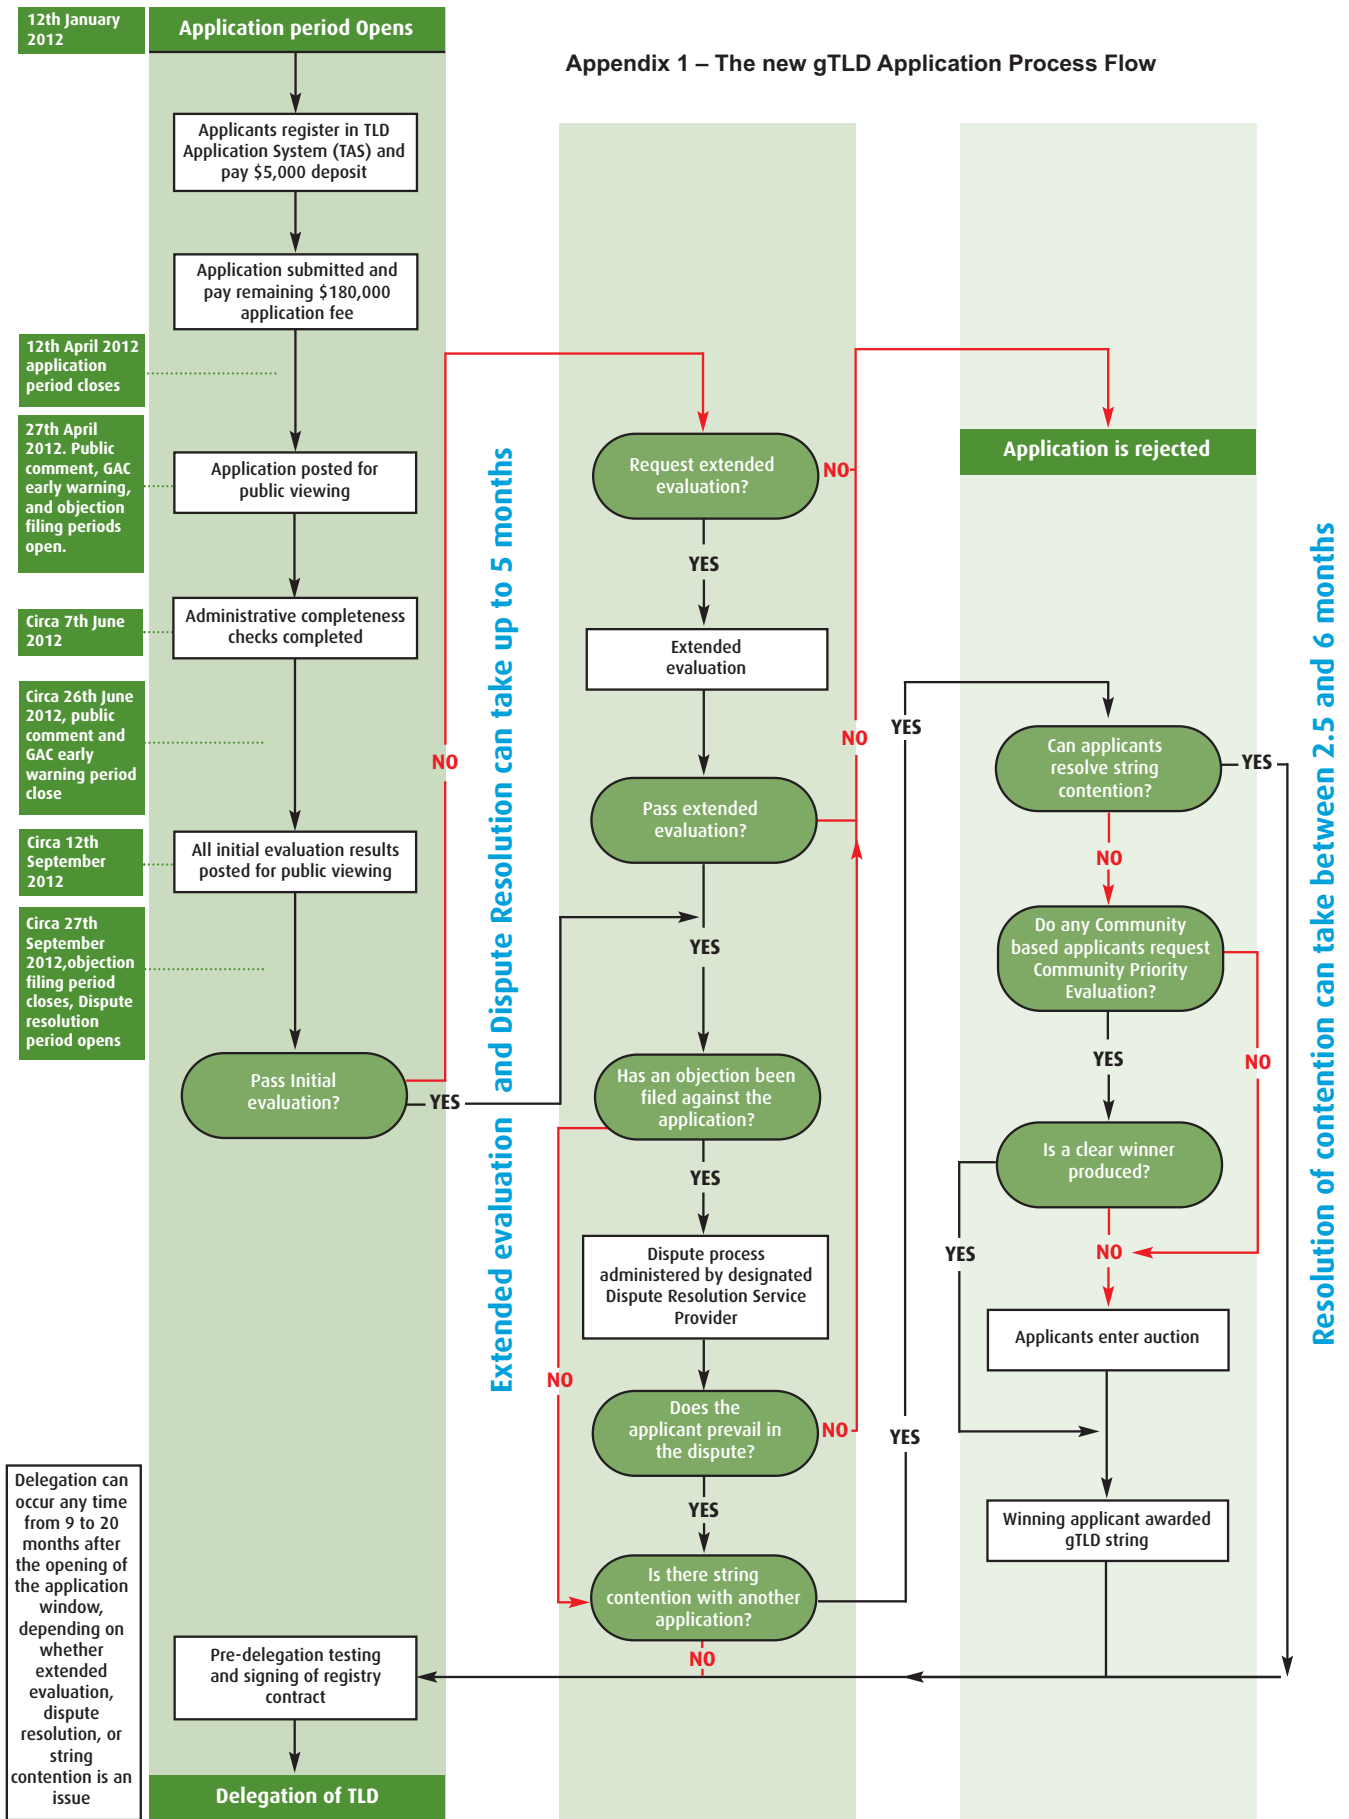 12th January
2012
Application period Opens
Appendix 1 – The new gTLD Application Process Flow
Applicants register in TLD
Application System (TAS) and
pay $5,000 deposit
Application submitted and
pay remaining $180,000
application fee
12th April 2012
application
period closes
27th April
2012. Public
comment, GAC
early warning,
and objection
filing periods
open.
Application posted for
public viewing
Circa 7th June
2012
Administrative completeness
checks completed
Circa 26th June
2012, public
comment and
GAC early
warning period
close
NO
Circa 12th
September
2012
All initial evaluation results
posted for public viewing
Circa 27th
September
2012,objection
filing period
closes, Dispute
resolution
period opens
Pass Initial
evaluation?
YES
Delegation can
occur any time
from 9 to 20
months after
the opening of
the application
window,
depending on
whether
extended
evaluation,
dispute
resolution, or
string
contention is an
issue
Pre-delegation testing
and signing of registry
contract
Delegation of TLD
Extended evaluation and Dispute Resolution can take up to 5 months
Request extended
evaluation?
NO
YES
Extended
evaluation
NO
Pass extended
evaluation?
YES
Has an objection been
filed against the
application?
YES
Dispute process
administered by designated
Dispute Resolution Service
Provider
NO
Does the
applicant prevail in
the dispute?
NO
YES
Is there string
contention with another
application?
NO
YES
YES
Application is rejected
Can applicants
resolve string
contention?
YES
NO
Do any Community
based applicants request
Community Priority
Evaluation?
YES
NO
Is a clear winner
produced?
YES
NO
Applicants enter auction
Winning applicant awarded
gTLD string
Resolution of contention can take between 2.5 and 6 months